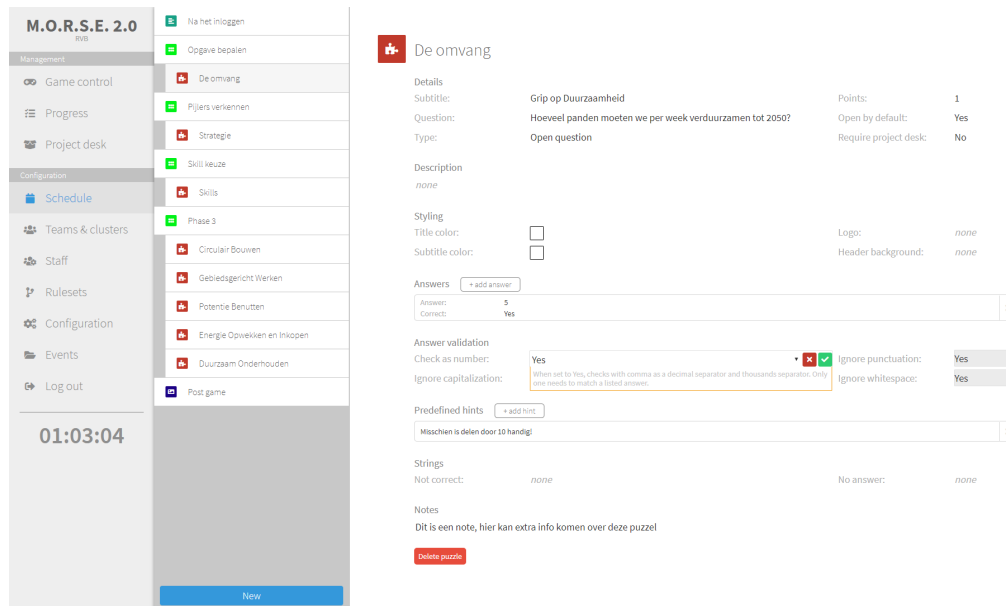 M.O.R.S.E. 2.0
RVB
Management
Game control
Progress
Project desk
Configuration
Schedule
Teams & clusters
Staff
Rulesets
Configuration
Events
Log out
01:03:04
Na het inloggen
Opgave bepalen
De omvang
Pijlers verkennen
Strategie
Skill keuze
Skills
Phase 3
Circulair Bouwen
Gebiedsgericht Werken
Potentie Benutten
Energie Opwekken en Inkopen
Duurzaam Onderhouden
Post game
New
De omvang
Details
Subtitle: Grip op Duurzaamheid Points: 1
Question: Hoeveel panden moeten we per week verduurzamen tot 2050? Open by default: Yes
Type: Open question Require project desk: No
Description
none
Styling
Title color: Logo: none
Subtitle color: Header background: none
Answers + add answer
Answer: 5
Correct: Yes
Answer validation
Check as number: Yes Ignore punctuation: Yes
When set to Yes, checks with comma as a decimal separator and thousands separator. Only
one needs to match a listed answer.
Ignore capitalization: Ignore whitespace: Yes
Predefined hints + add hint
Misschien is delen door 10 handig!
Strings
Not correct: none No answer: none
Notes
Dit is een note, hier kan extra info komen over deze puzzel
Delete puzzle